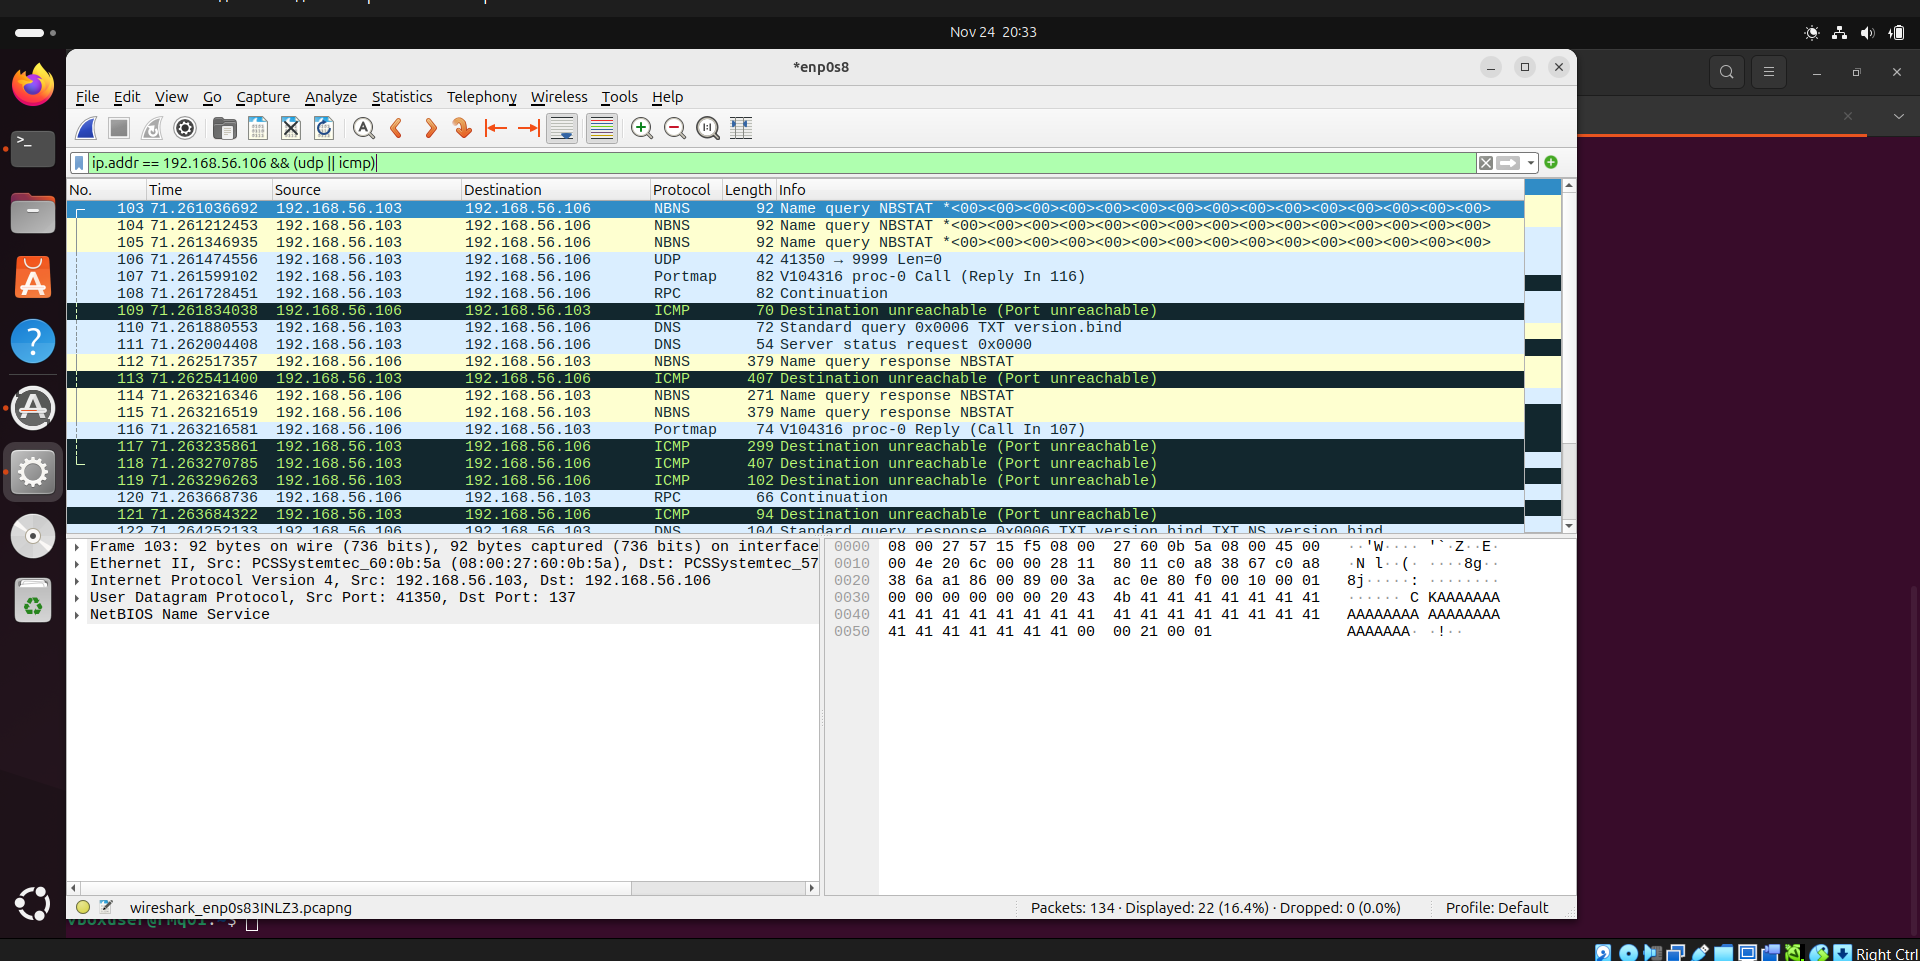 Nov 24 20:33
*enp0s8
File Edit View Go Capture Analyze Statistics Telephony Wireless Tools Help
ip.addr == 192.168.56.106 && (udp || icmp)
No. Time Source Destination Protocol Length Info
103 71.261036692 192.168.56.103 192.168.56.106 NBNS 92 Name query NBSTAT *<00><00><00><00><00><00><00><00><00><00><00><00><00><00><00>
104 71.261212453 192.168.56.103 192.168.56.106 NBNS 92 Name query NBSTAT *<00><00><00><00><00><00><00><00><00><00><00><00><00><00><00>
105 71.261346935 192.168.56.103 192.168.56.106 NBNS 92 Name query NBSTAT *<00><00><00><00><00><00><00><00><00><00><00><00><00><00><00>
106 71.261474556 192.168.56.103 192.168.56.106 UDP 42 41350 → 9999 Len=0
107 71.261599102 192.168.56.103 192.168.56.106 Portmap 82 V104316 proc-0 Call (Reply In 116)
108 71.261728451 192.168.56.103 192.168.56.106 RPC 82 Continuation
109 71.261834038 192.168.56.106 192.168.56.103 ICMP 70 Destination unreachable (Port unreachable)
110 71.261880553 192.168.56.103 192.168.56.106 DNS 72 Standard query 0x0006 TXT version.bind
111 71.262004408 192.168.56.103 192.168.56.106 DNS 54 Server status request 0x0000
112 71.262517357 192.168.56.106 192.168.56.103 NBNS 379 Name query response NBSTAT
113 71.262541400 192.168.56.103 192.168.56.106 ICMP 407 Destination unreachable (Port unreachable)
114 71.263216346 192.168.56.106 192.168.56.103 NBNS 271 Name query response NBSTAT
115 71.263216519 192.168.56.106 192.168.56.103 NBNS 379 Name query response NBSTAT
116 71.263216581 192.168.56.106 192.168.56.103 Portmap 74 V104316 proc-0 Reply (Call In 107)
117 71.263235861 192.168.56.103 192.168.56.106 ICMP 299 Destination unreachable (Port unreachable)
118 71.263270785 192.168.56.103 192.168.56.106 ICMP 407 Destination unreachable (Port unreachable)
119 71.263296263 192.168.56.103 192.168.56.106 ICMP 102 Destination unreachable (Port unreachable)
120 71.263668736 192.168.56.106 192.168.56.103 RPC 66 Continuation
121 71.263684322 192.168.56.103 192.168.56.106 ICMP 94 Destination unreachable (Port unreachable)
122 71.264252133 192.168.56.106 192.168.56.103 DNS 104 Standard query response 0x0006 TXT version.bind TXT NS version.bind
Frame 103: 92 bytes on wire (736 bits), 92 bytes captured (736 bits) on interface
Ethernet II, Src: PCSSystemtec_60:0b:5a (08:00:27:60:0b:5a), Dst: PCSSystemtec_57
Internet Protocol Version 4, Src: 192.168.56.103, Dst: 192.168.56.106
User Datagram Protocol, Src Port: 41350, Dst Port: 137
NetBIOS Name Service
0000 08 00 27 57 15 f5 08 00 27 60 0b 5a 08 00 45 00 ··'W···· '`·Z··E·
0010 00 4e 20 6c 00 00 28 11 80 11 c0 a8 38 67 c0 a8 ·N l··(· ····8g··
0020 38 6a a1 86 00 89 00 3a ac 0e 80 f0 00 10 00 01 8j·····: ········
0030 00 00 00 00 00 00 20 43 4b 41 41 41 41 41 41 41 ······ C KAAAAAAA
0040 41 41 41 41 41 41 41 41 41 41 41 41 41 41 41 41 AAAAAAAA AAAAAAAA
0050 41 41 41 41 41 41 41 00 00 21 00 01 AAAAAAA· ·!··
wireshark_enp0s83INLZ3.pcapng
Packets: 134 · Displayed: 22 (16.4%) · Dropped: 0 (0.0%)
Profile: Default
Right Ctrl